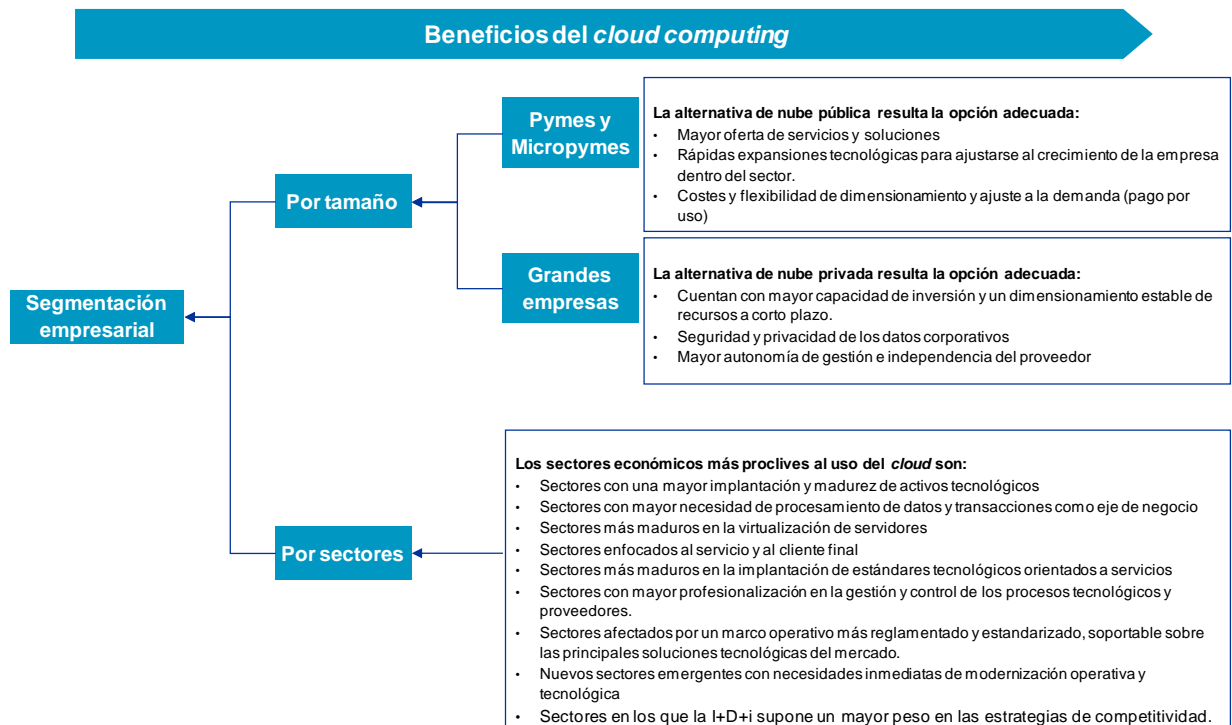 Beneficios del cloud computing
Pymes y
Micropymes
La alternativa de nube pública resulta la opción adecuada:
• Mayor oferta de servicios y soluciones
• Rápidas expansiones tecnológicas para ajustarse al crecimiento de la empresa
dentro del sector.
• Costes y flexibilidad de dimensionamiento y ajuste a la demanda (pago por
uso)
Por tamaño
Grandes
empresas
La alternativa de nube privada resulta la opción adecuada:
• Cuentan con mayor capacidad de inversión y un dimensionamiento estable de
recursos a corto plazo.
• Seguridad y privacidad de los datos corporativos
• Mayor autonomía de gestión e independencia del proveedor
Segmentación
empresarial
Por sectores
Los sectores económicos más proclives al uso del cloud son:
• Sectores con una mayor implantación y madurez de activos tecnológicos
• Sectores con mayor necesidad de procesamiento de datos y transacciones como eje de negocio
• Sectores más maduros en la virtualización de servidores
• Sectores enfocados al servicio y al cliente final
• Sectores más maduros en la implantación de estándares tecnológicos orientados a servicios
• Sectores con mayor profesionalización en la gestión y control de los procesos tecnológicos y
proveedores.
• Sectores afectados por un marco operativo más reglamentado y estandarizado, soportable sobre
las principales soluciones tecnológicas del mercado.
• Nuevos sectores emergentes con necesidades inmediatas de modernización operativa y
tecnológica
• Sectores en los que la I+D+i supone un mayor peso en las estrategias de competitividad.